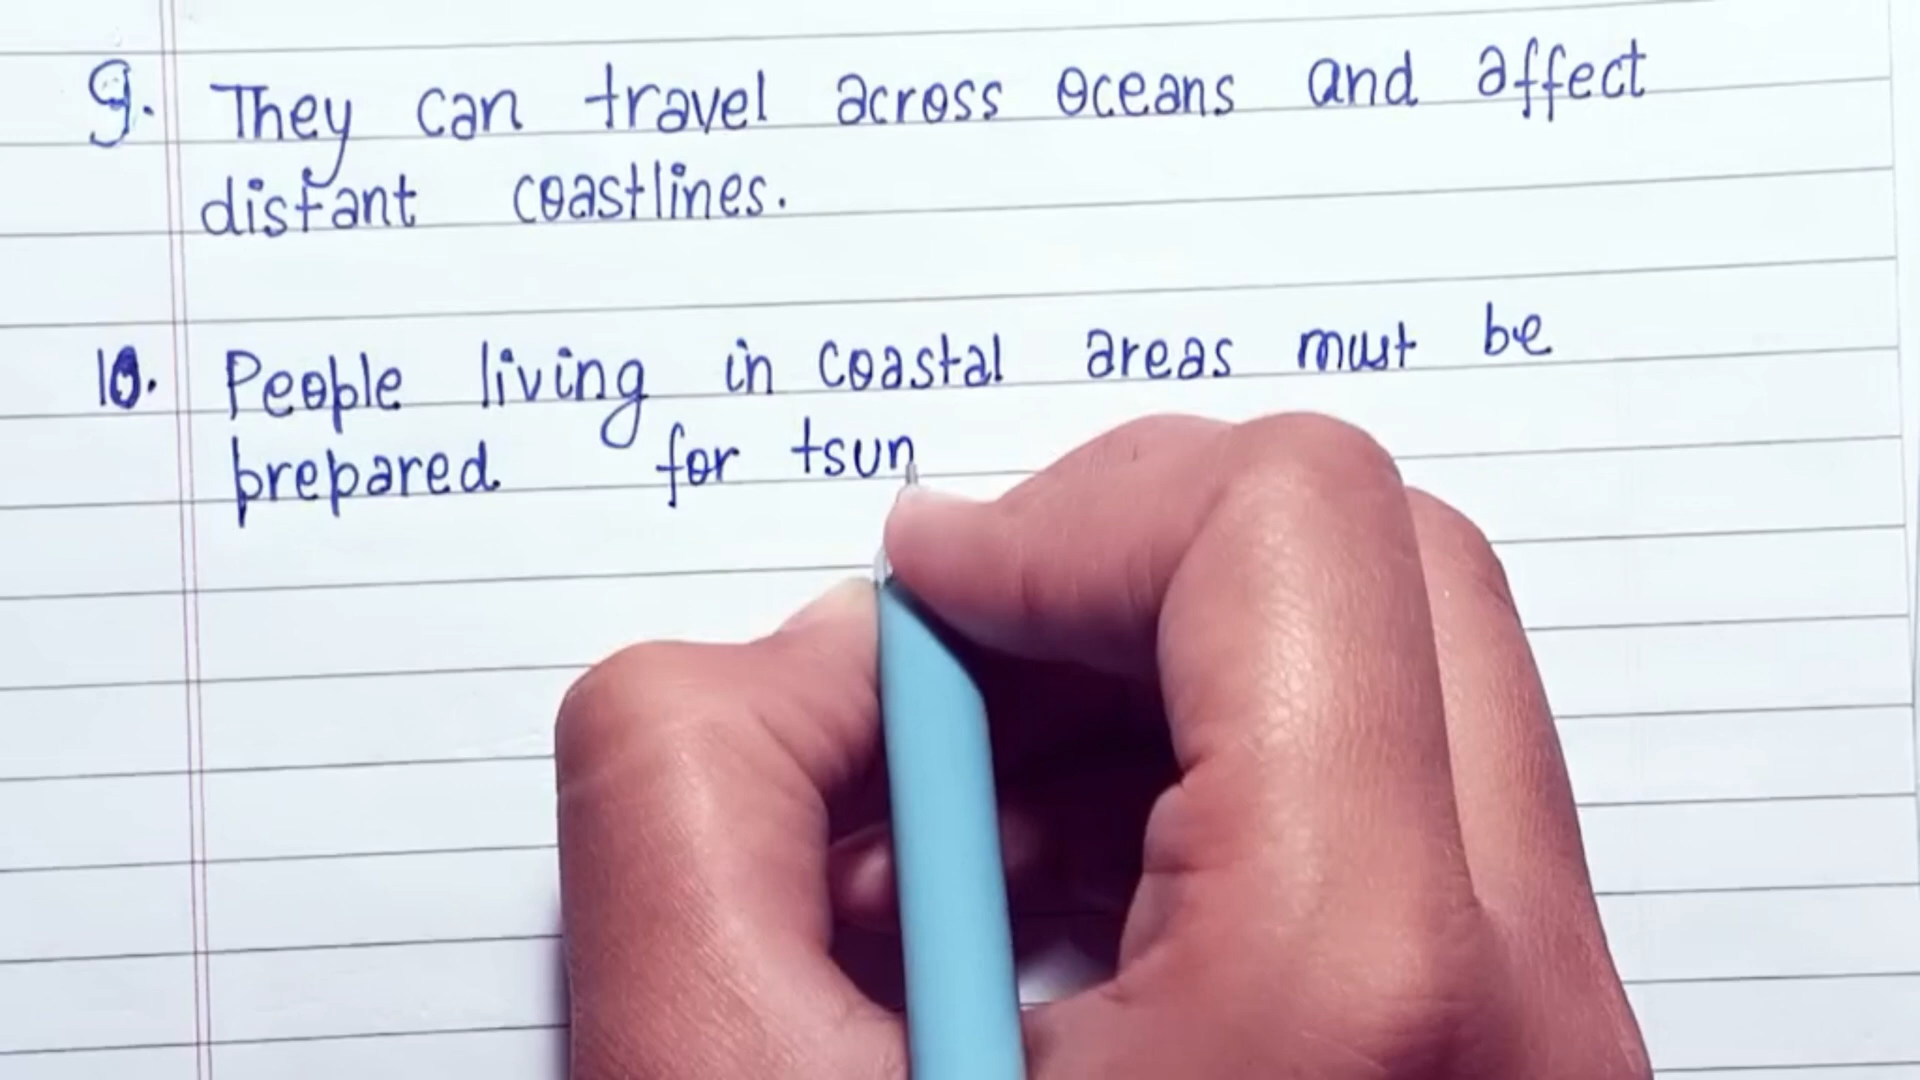 9. They can travel across oceans and affect
distant coastlines.
10. People living in coastal areas must be
prepared for tsun